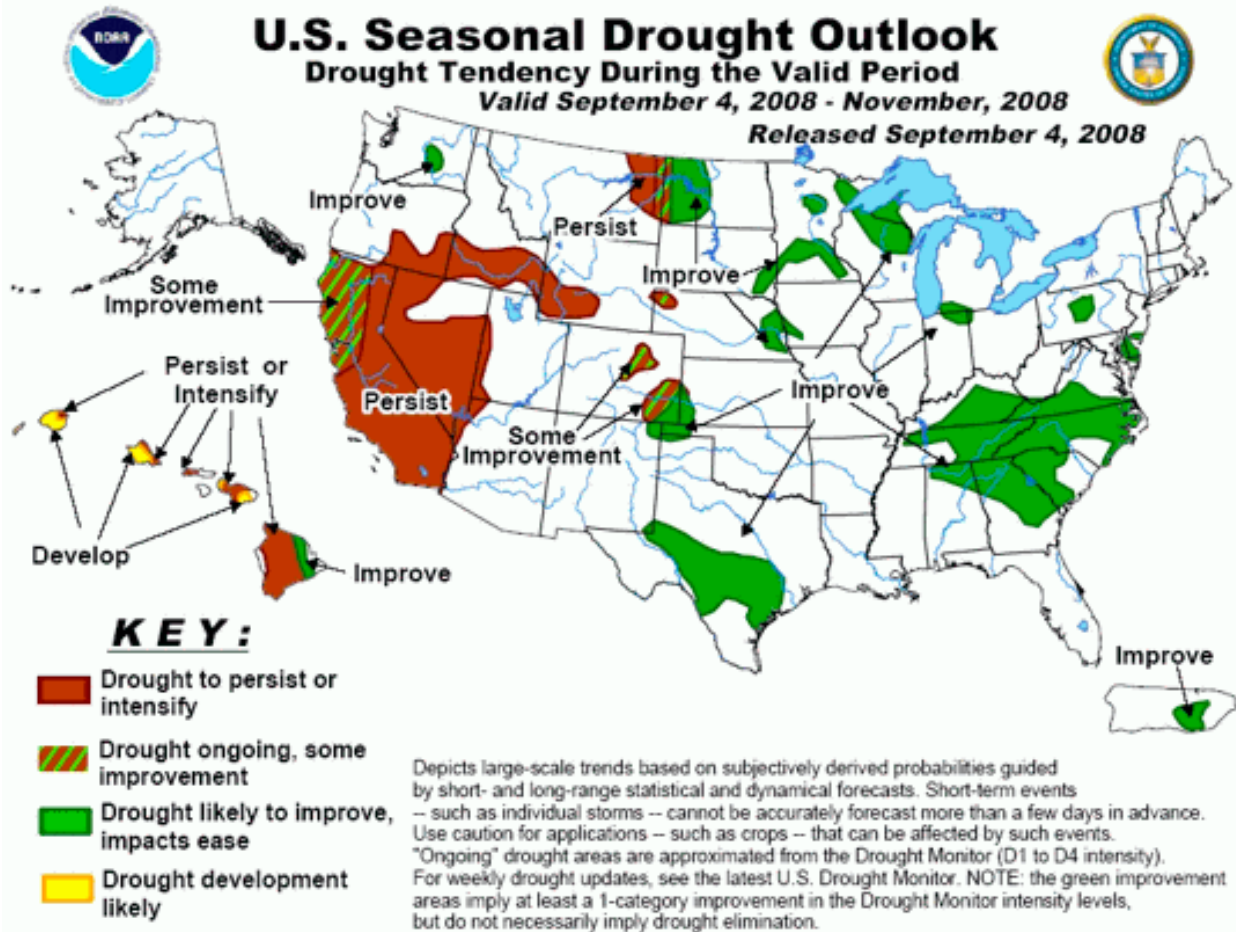 NOAA
U.S. Seasonal Drought Outlook
Drought Tendency During the Valid Period
Valid September 4, 2008 - November, 2008
Released September 4, 2008
Improve
Persist
Some
Improvement
Improve
Persist or
Intensify
Persist
Improve
Some
Improvement
Develop
Improve
KEY:
Improve
Drought to persist or
intensify
Drought ongoing, some
improvement
Drought likely to improve,
impacts ease
Drought development
likely
Depicts large-scale trends based on subjectively derived probabilities guided
by short- and long-range statistical and dynamical forecasts. Short-term events
-- such as individual storms -- cannot be accurately forecast more than a few days in advance.
Use caution for applications -- such as crops -- that can be affected by such events.
"Ongoing" drought areas are approximated from the Drought Monitor (D1 to D4 intensity).
For weekly drought updates, see the latest U.S. Drought Monitor. NOTE: the green improvement
areas imply at least a 1-category improvement in the Drought Monitor intensity levels,
but do not necessarily imply drought elimination.